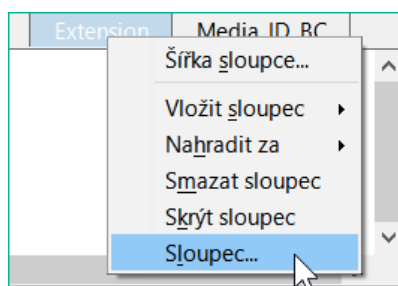 Extension Media_ID_BC
Šířka sloupce...
Vložit sloupec
Nahradit za
Smazat sloupec
Skrýt sloupec
Sloupec...